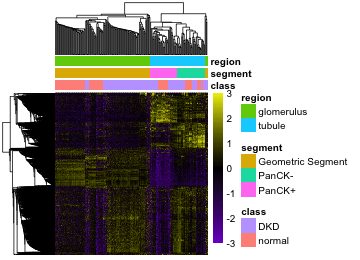 region
segment
class
3
2
1
0
-1
-2
-3
region
glomerulus
tubule
segment
Geometric Segment
PanCK-
PanCK+
class
DKD
normal